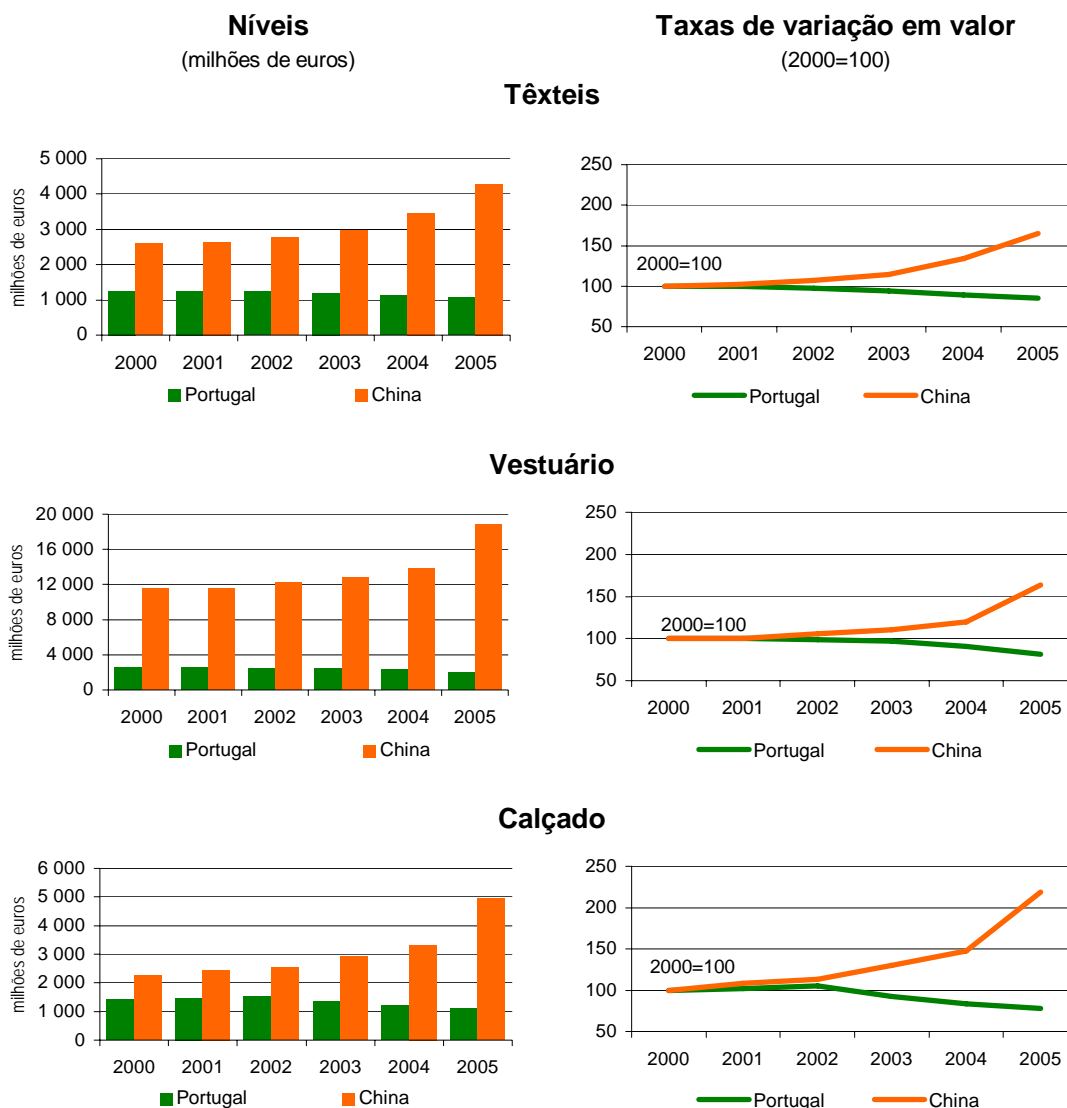 Níveis
(milhões de euros)
Taxas de variação em valor
(2000=100)
Têxteis
milhões de euros
5 000
4 000
3 000
2 000
1 000
0
2000 2001 2002 2003 2004 2005
Portugal China
250
200
150
100
50
2000=100
2000 2001 2002 2003 2004 2005
Portugal China
Vestuário
milhões de euros
20 000
16 000
12 000
8 000
4 000
0
2000 2001 2002 2003 2004 2005
Portugal China
250
200
150
100
50
2000=100
2000 2001 2002 2003 2004 2005
Portugal China
Calçado
milhões de euros
6 000
5 000
4 000
3 000
2 000
1 000
0
2000 2001 2002 2003 2004 2005
Portugal China
250
200
150
100
50
2000=100
2000 2001 2002 2003 2004 2005
Portugal China